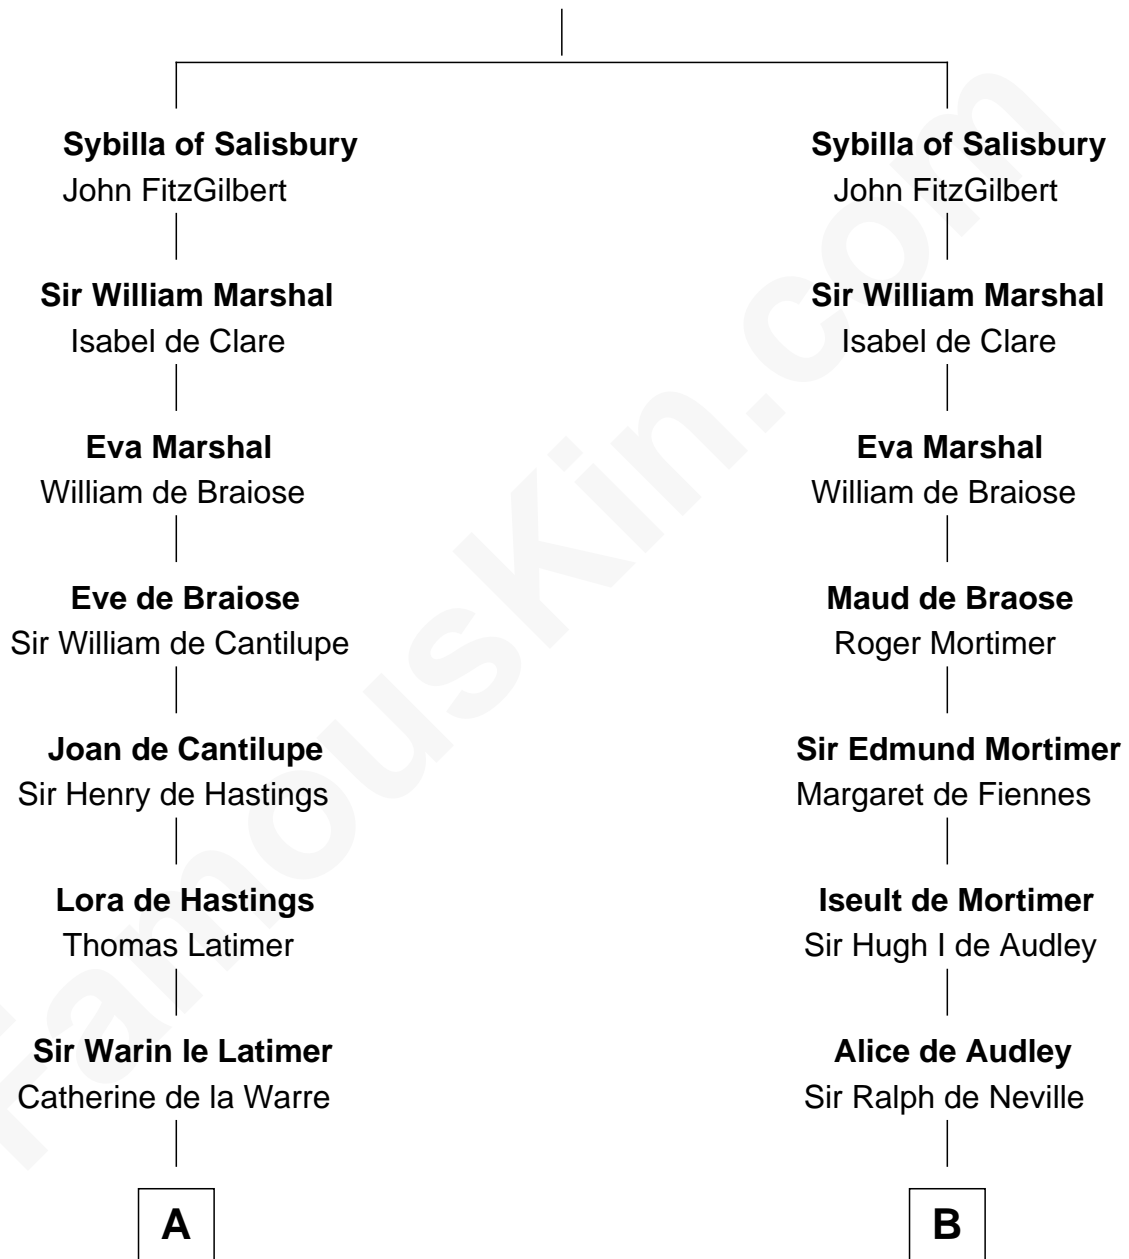 Sybilla of Salisbury
John FitzGilbert
Sir William Marshal
Isabel de Clare
Eva Marshal
William de Braiose
Eve de Braiose
Sir William de Cantilupe
Joan de Cantilupe
Sir Henry de Hastings
Lora de Hastings
Thomas Latimer
Sir Warin le Latimer
Catherine de la Warre
A
Sybilla of Salisbury
John FitzGilbert
Sir William Marshal
Isabel de Clare
Eva Marshal
William de Braiose
Maud de Braose
Roger Mortimer
Sir Edmund Mortimer
Margaret de Fiennes
Iseult de Mortimer
Sir Hugh I de Audley
Alice de Audley
Sir Ralph de Neville
B
FamousKin.com